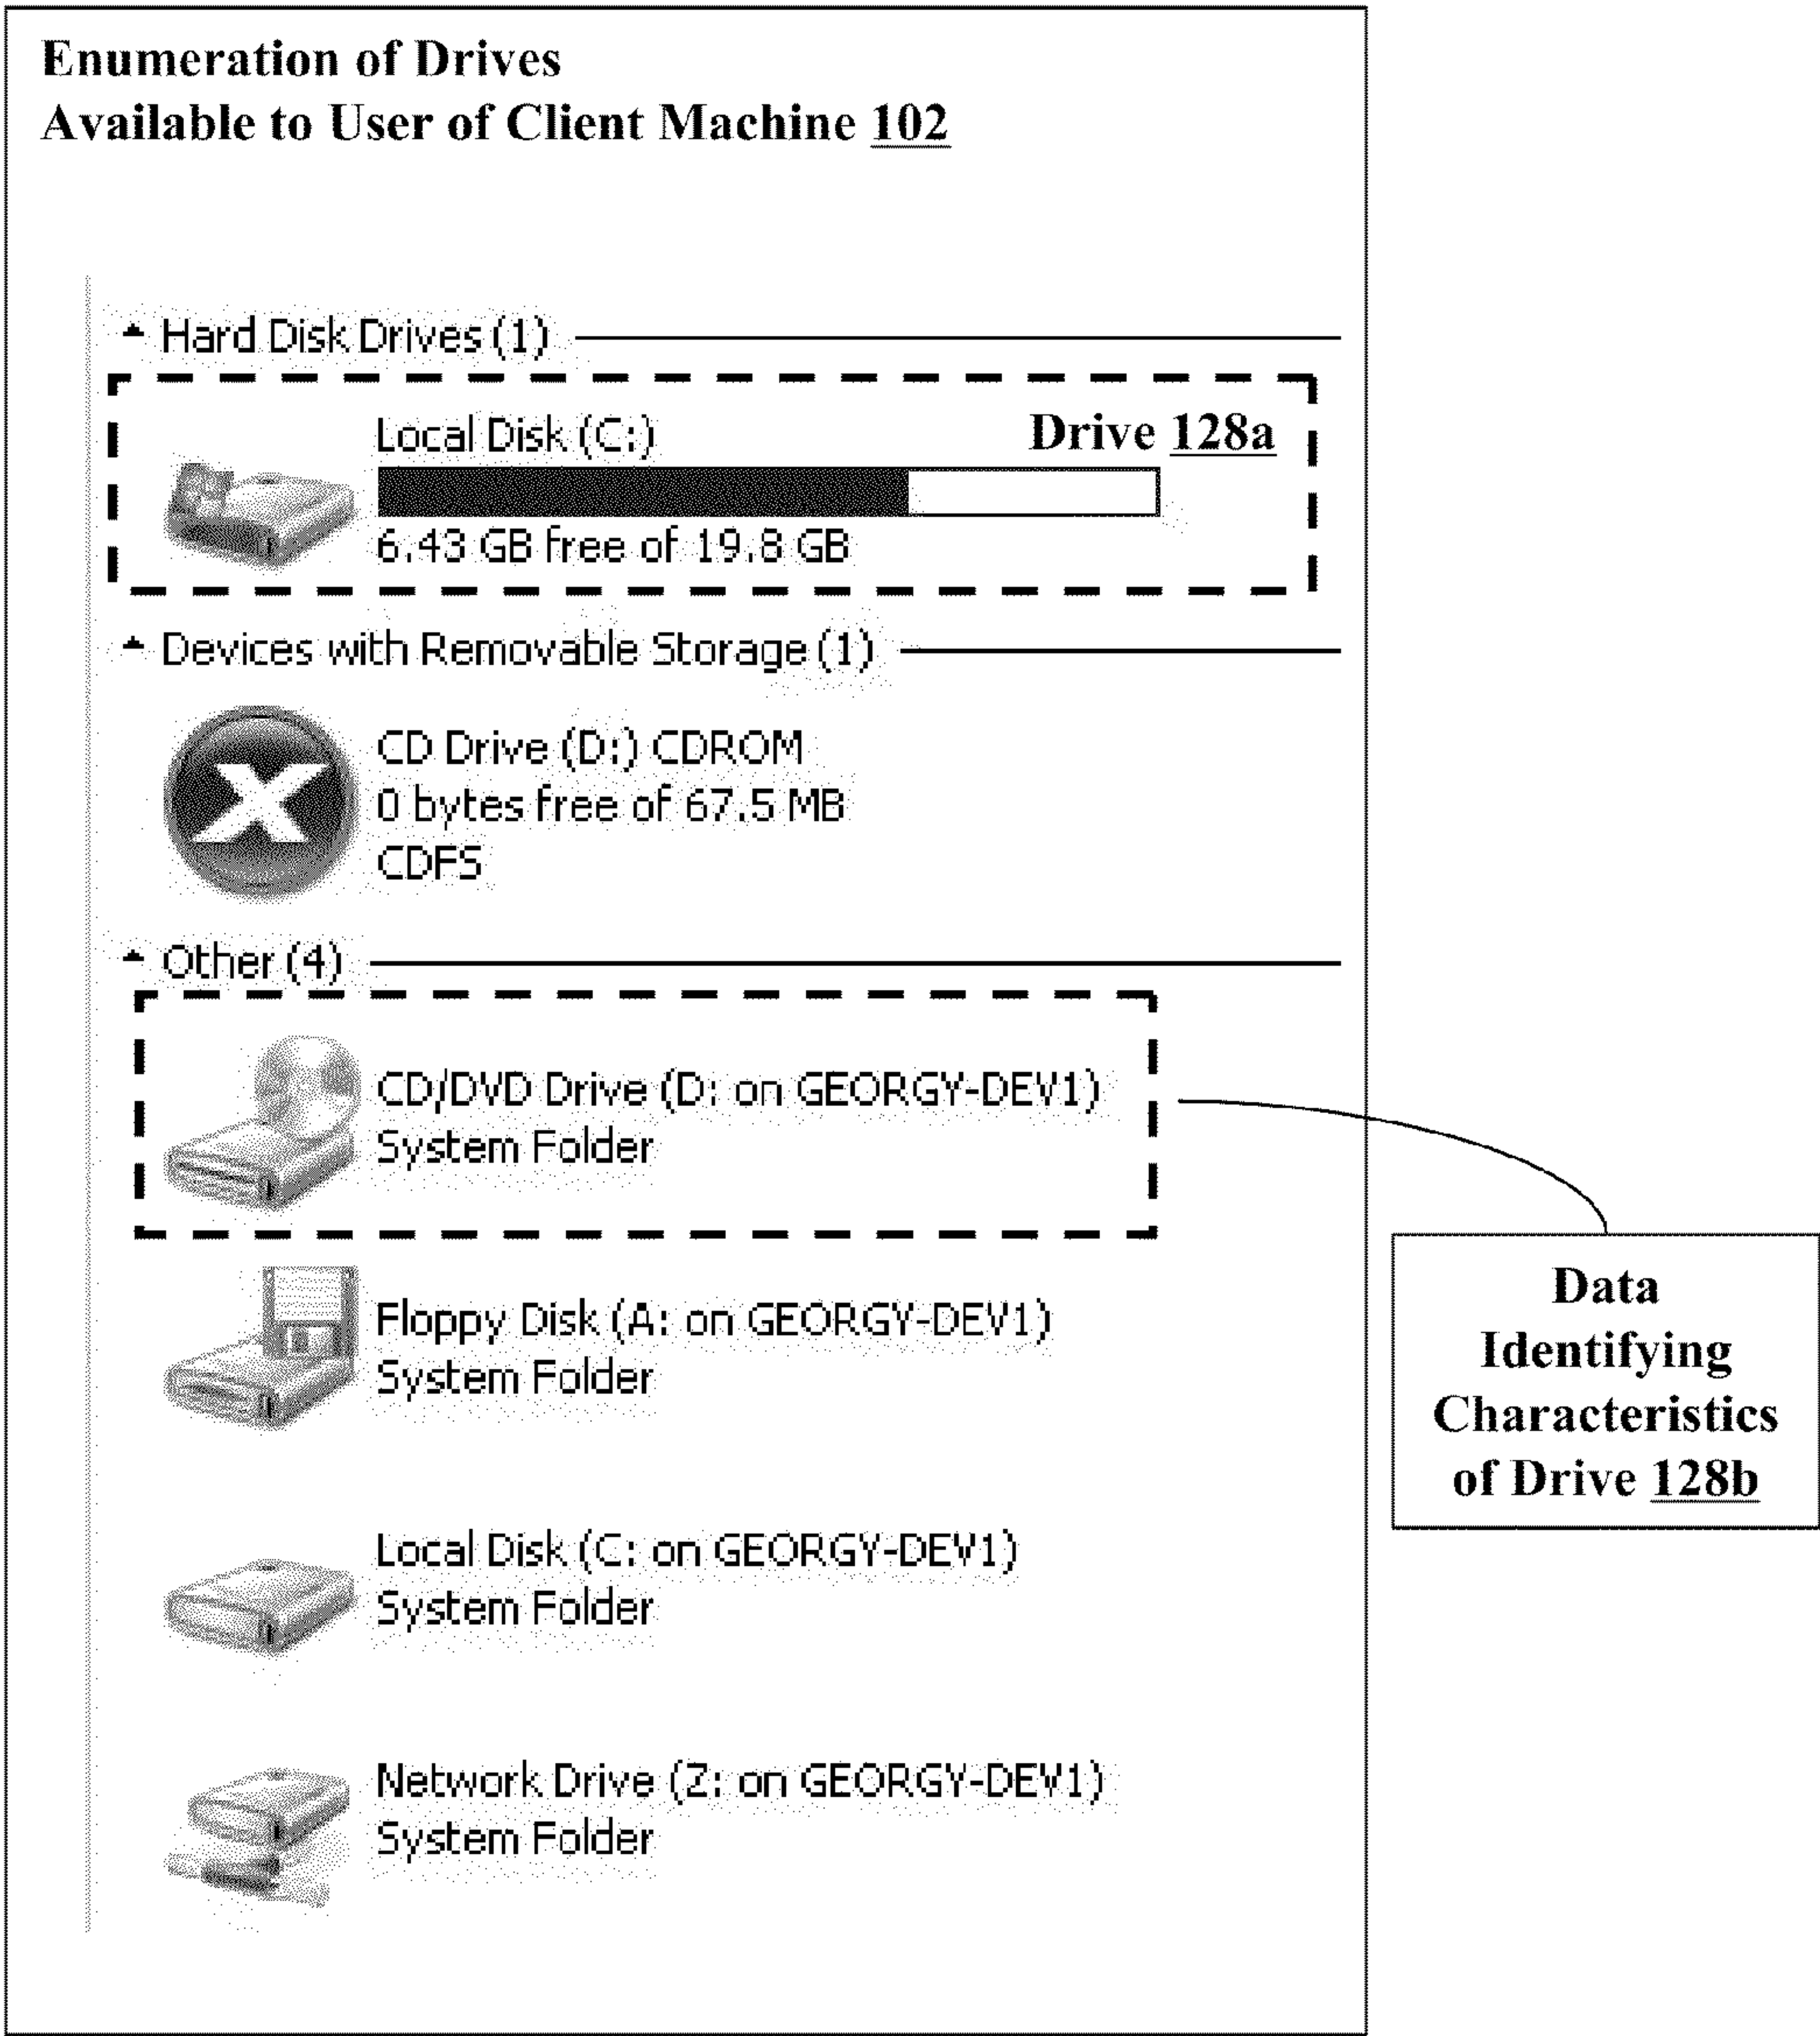 Enumeration of Drives
Available to User of Client Machine 102
Hard Disk Drives (1)
Local Disk (C:)
Drive 128a
6.43 GB free of 19.8 GB
Devices with Removable Storage (1)
CD Drive (D:) CDROM
0 bytes free of 67.5 MB
CDFS
Other (4)
CD/DVD Drive (D: on GEORGY-DEV1)
System Folder
Floppy Disk (A: on GEORGY-DEV1)
System Folder
Local Disk (C: on GEORGY-DEV1)
System Folder
Network Drive (Z: on GEORGY-DEV1)
System Folder
Data
Identifying
Characteristics
of Drive 128b